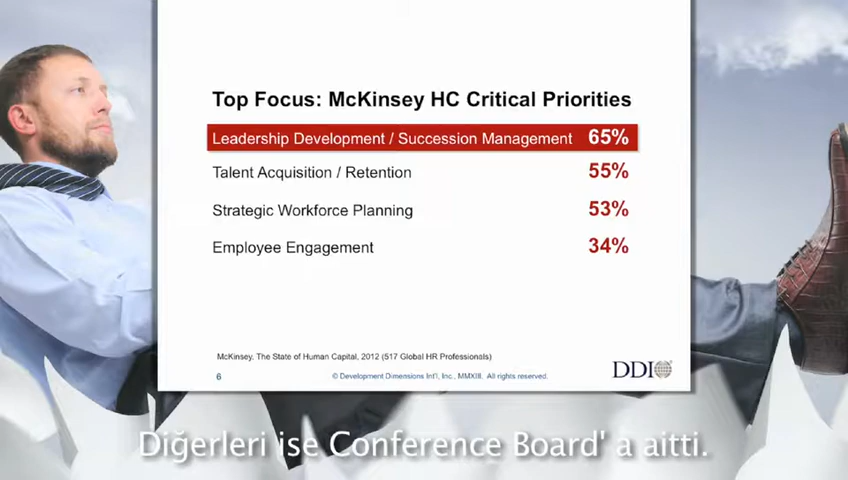 Top Focus: McKinsey HC Critical Priorities
Leadership Development / Succession Management 65%
Talent Acquisition / Retention 55%
Strategic Workforce Planning 53%
Employee Engagement 34%
McKinsey. The State of Human Capital, 2012 (517 Global HR Professionals)
6 © Development Dimensions Int'l, Inc., MMXIII. All rights reserved. DDI
Diğerleri ise Conference Board' a aitti.